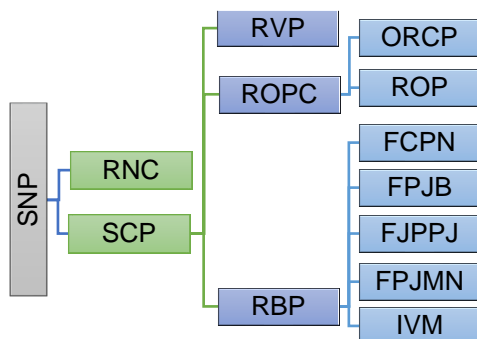 SNP
RNC
SCP
RVP
ROPC
RBP
ORCP
ROP
FCPN
FPJB
FJPPJ
FPJMN
IVM